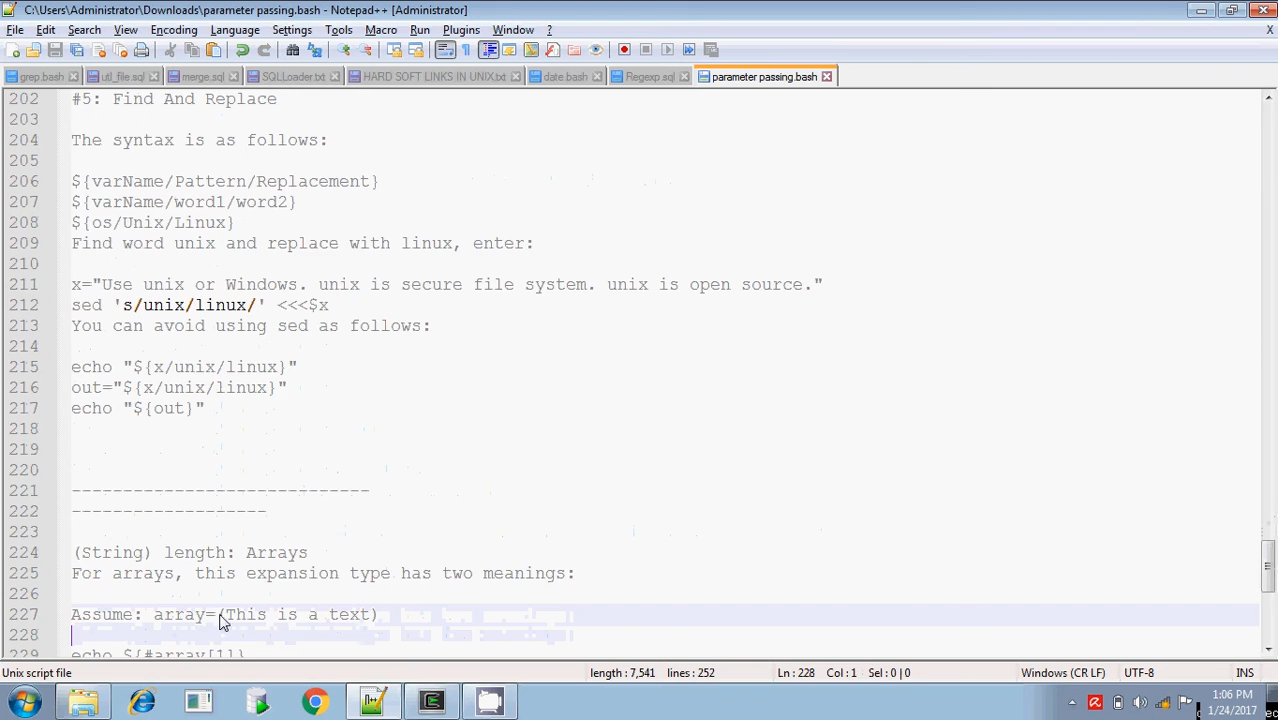 C:\Users\Administrator\Downloads\parameter passing.bash - Notepad++ [Administrator]
File Edit Search View Encoding Language Settings Tools Macro Run Plugins Window ? X
grep.bash utl_file.sql merge.sql SQLLoader.txt HARD SOFT LINKS IN UNIX.txt date.bash Regexp.sql parameter passing.bash
202 #5: Find And Replace
203
204 The syntax is as follows:
205
206 ${varName/Pattern/Replacement}
207 ${varName/word1/word2}
208 ${os/Unix/Linux}
209 Find word unix and replace with linux, enter:
210
211 x="Use unix or Windows. unix is secure file system. unix is open source."
212 sed 's/unix/linux/' <<<$x
213 You can avoid using sed as follows:
214
215 echo "${x/unix/linux}"
216 out="${x/unix/linux}"
217 echo "${out}"
218
219
220
221 -----------------------------
222 -------------------
223
224 (String) length: Arrays
225 For arrays, this expansion type has two meanings:
226
227 Assume: array=(This is a text)
228
229 echo ${#array[1]}
Unix script file length : 7,541 lines : 252 Ln : 228 Col : 1 Sel : 0 | 0 Windows (CR LF) UTF-8 INS
1:06 PM
1/24/2017